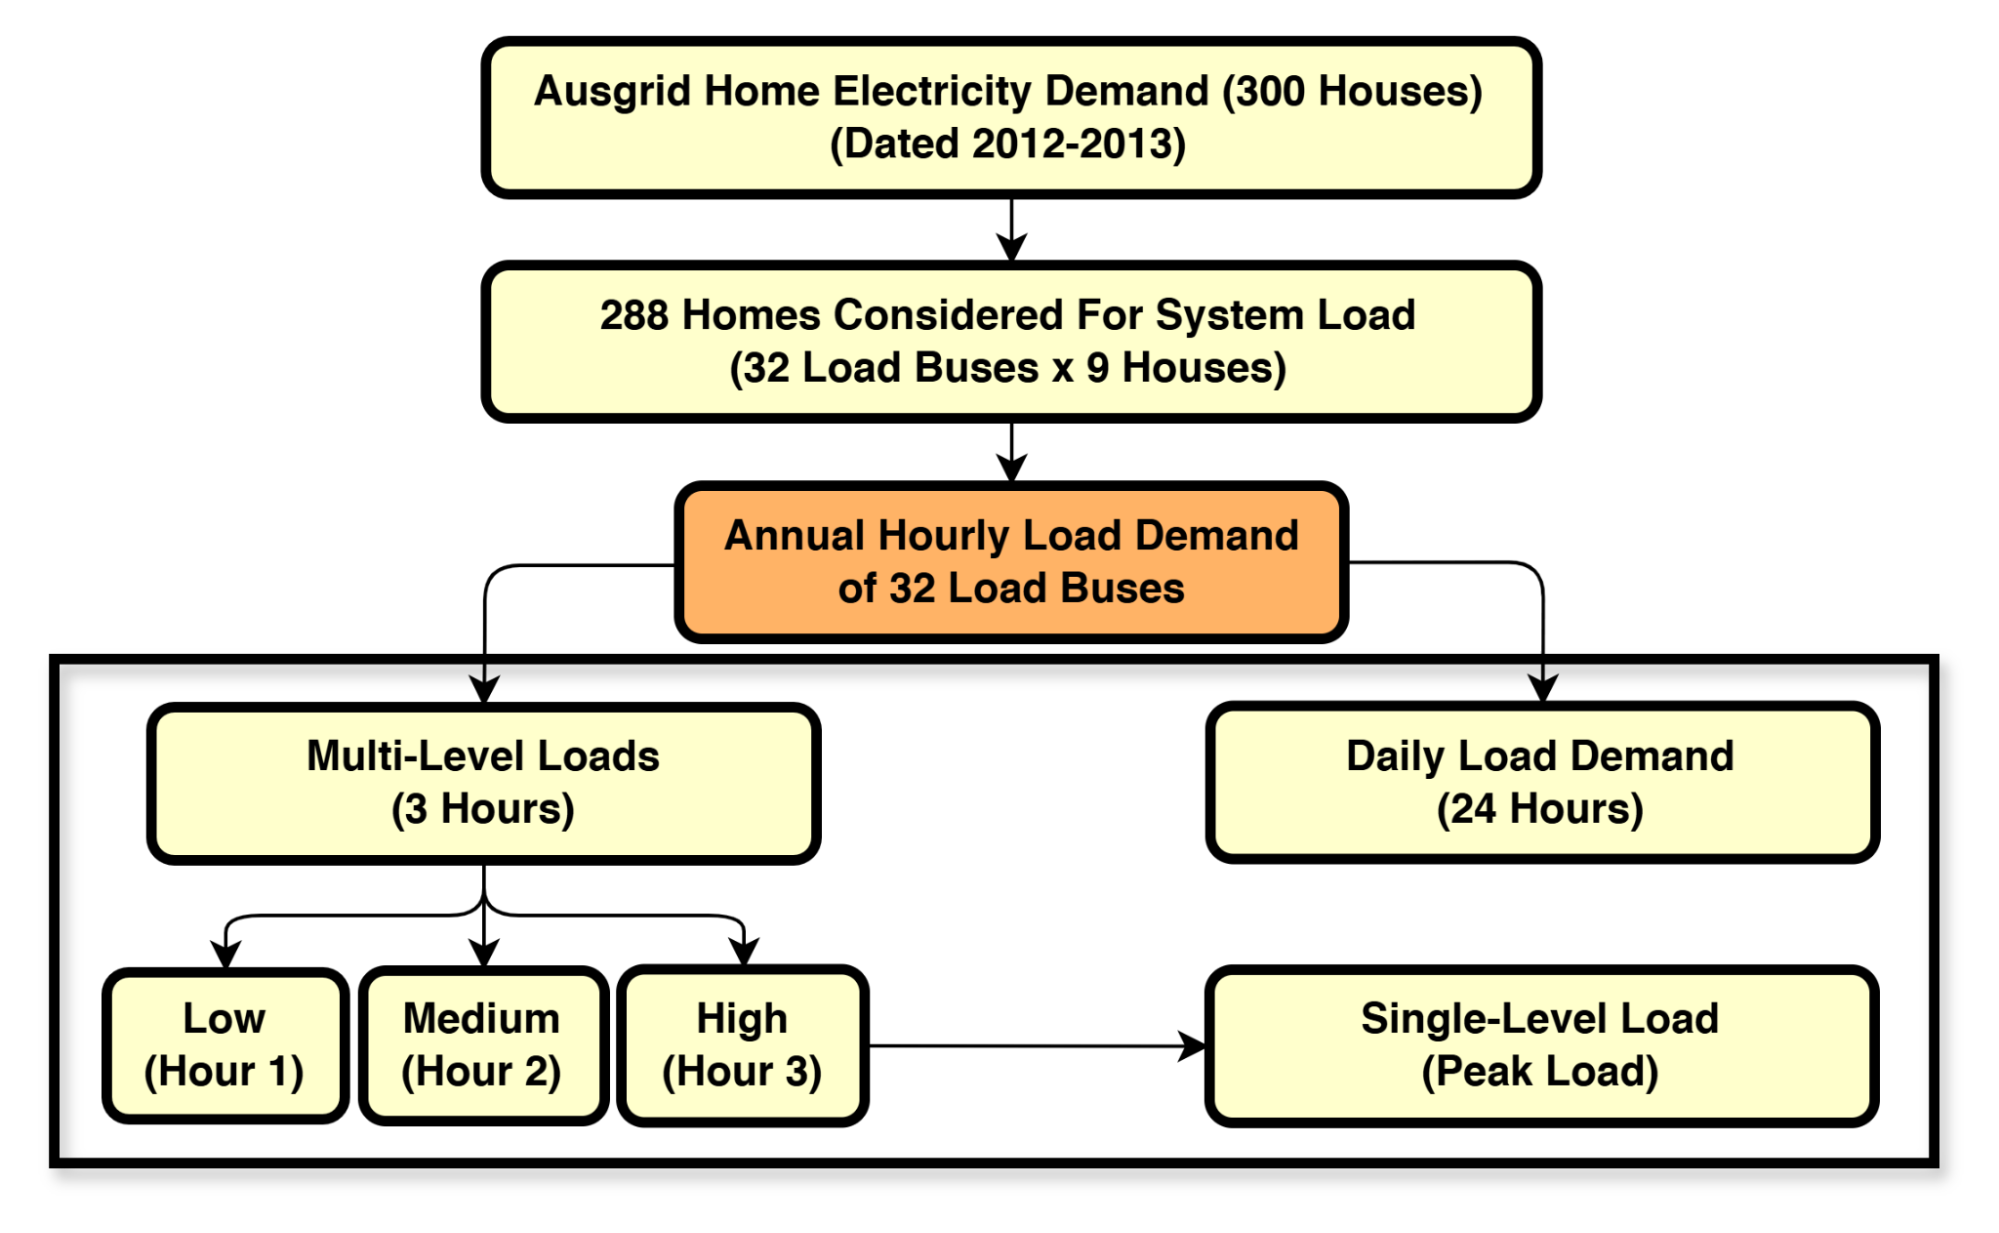 Ausgrid Home Electricity Demand (300 Houses)
(Dated 2012-2013)
288 Homes Considered For System Load
(32 Load Buses x 9 Houses)
Annual Hourly Load Demand
of 32 Load Buses
Multi-Level Loads
(3 Hours)
Daily Load Demand
(24 Hours)
Low
(Hour 1)
Medium
(Hour 2)
High
(Hour 3)
Single-Level Load
(Peak Load)